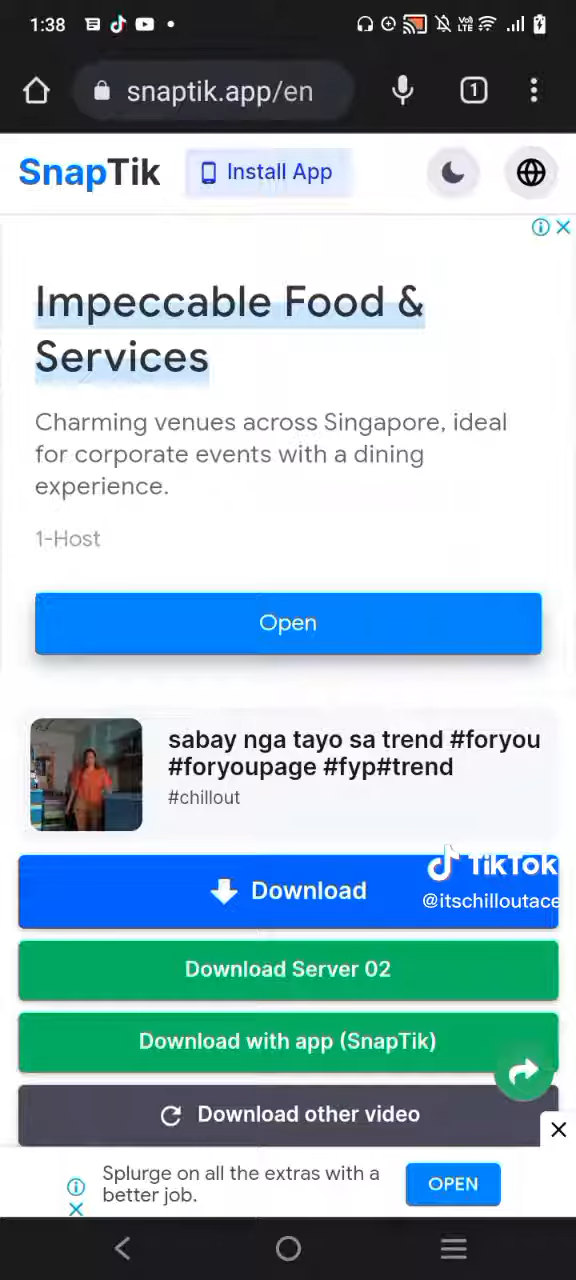 1:38
VoI
LTE
snaptik.app/en
1
SnapTik
Install App
Impeccable Food &
Services
Charming venues across Singapore, ideal
for corporate events with a dining
experience.
1-Host
Open
sabay nga tayo sa trend #foryou
#foryoupage #fyp#trend
#chillout
TikTok
Download
@itschilloutace
Download Server 02
Download with app (SnapTik)
Download other video
Splurge on all the extras with a
better job.
OPEN